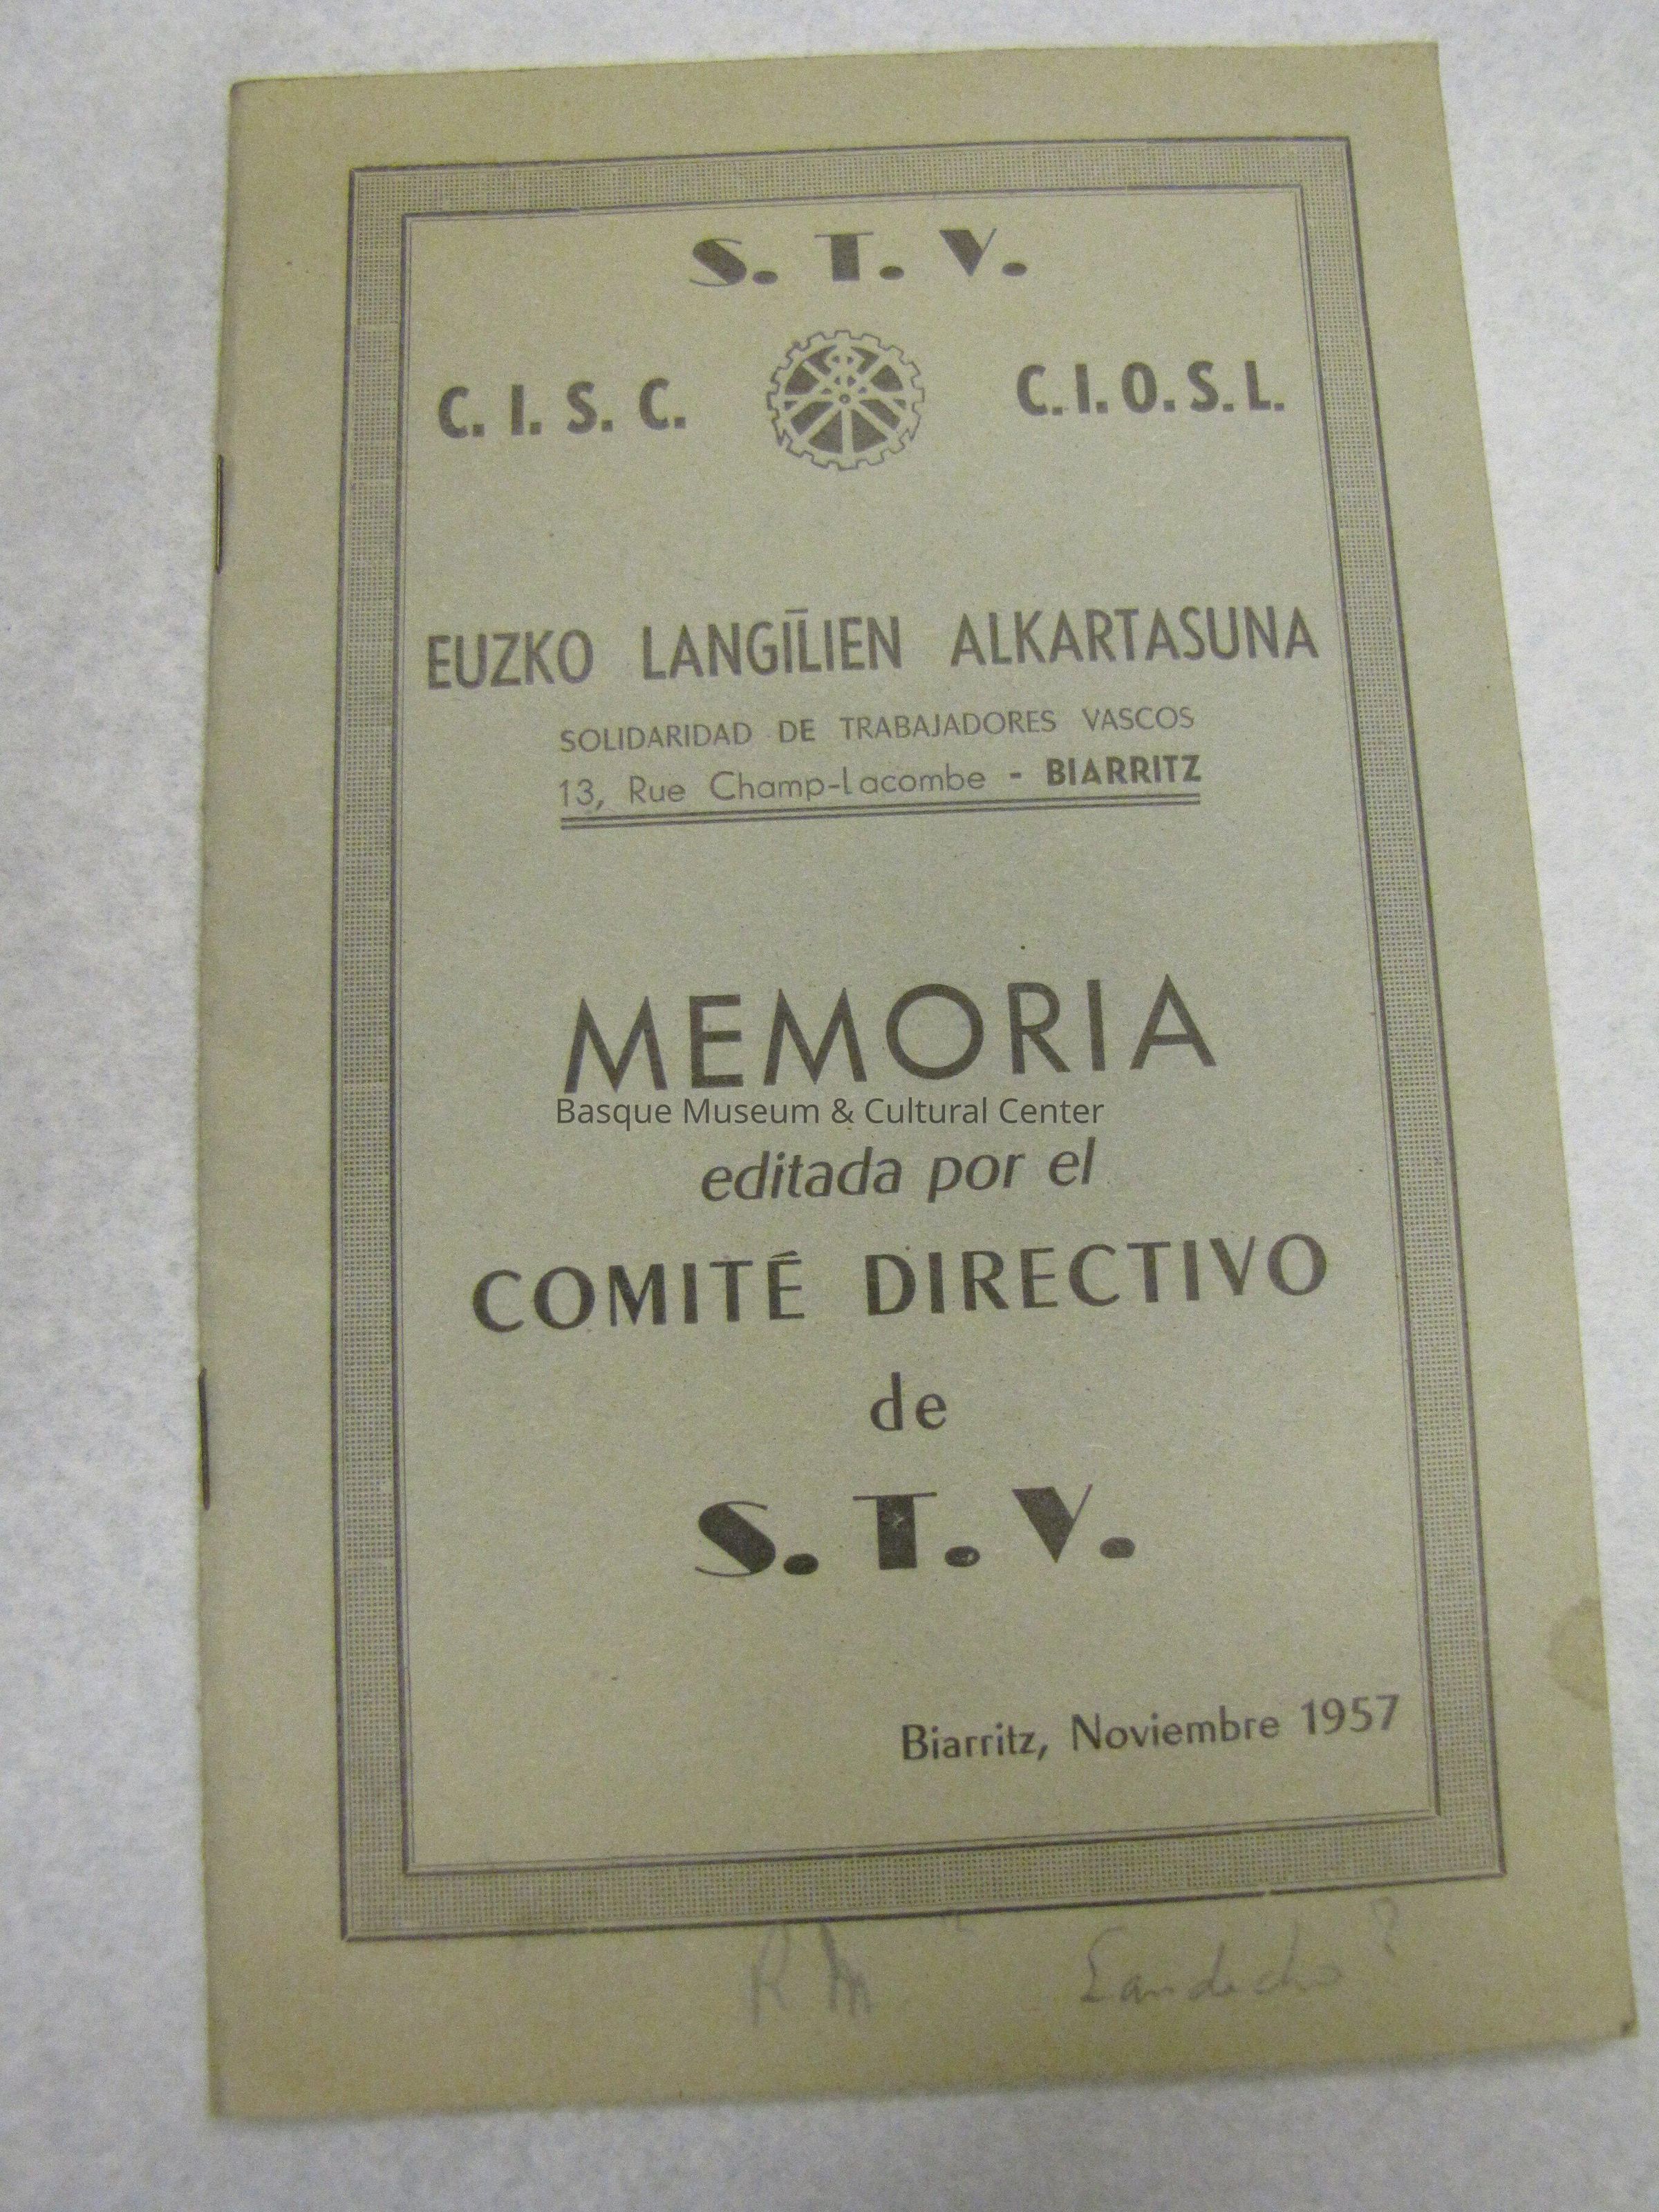 S. T. V.
C. I. S. C. C. I. O. S. L.
EUZKO LANGĪLIEN ALKARTASUNA
SOLIDARIDAD DE TRABAJADORES VASCOS
13, Rue Champ-Lacombe - BIARRITZ
MEMORIA
Basque Museum & Cultural Center
editada por el
COMITÉ DIRECTIVO
de
S. T. V.
Biarritz, Noviembre 1957